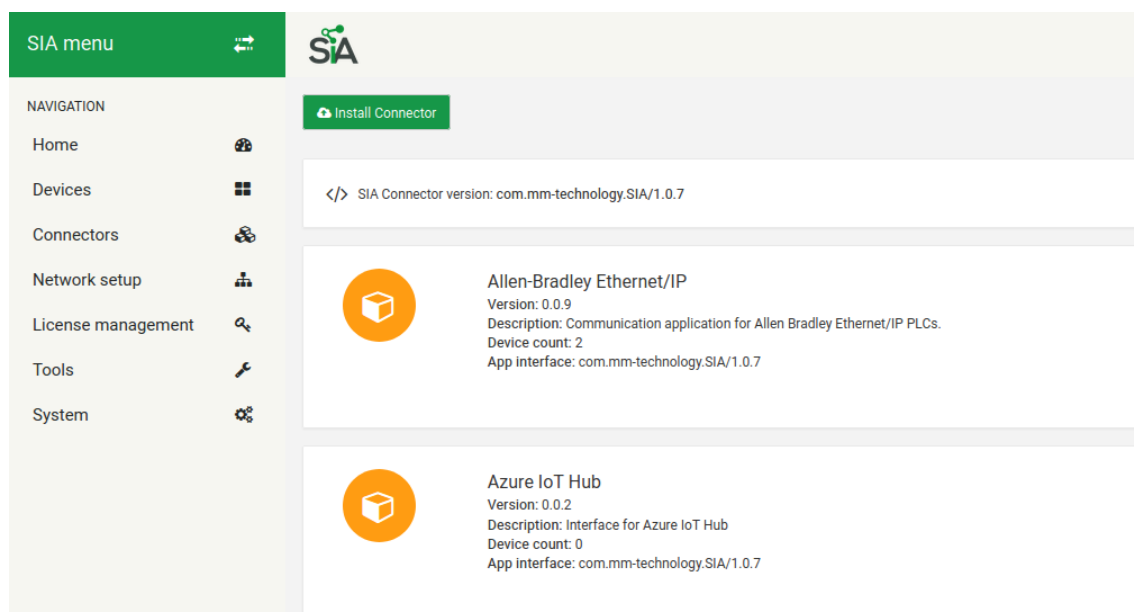 SIA menu
SiA
NAVIGATION
Home
Devices
Connectors
Network setup
License management
Tools
System
Install Connector
</> SIA Connector version: com.mm-technology.SIA/1.0.7
Allen-Bradley Ethernet/IP
Version: 0.0.9
Description: Communication application for Allen Bradley Ethernet/IP PLCs.
Device count: 2
App interface: com.mm-technology.SIA/1.0.7
Azure IoT Hub
Version: 0.0.2
Description: Interface for Azure IoT Hub
Device count: 0
App interface: com.mm-technology.SIA/1.0.7